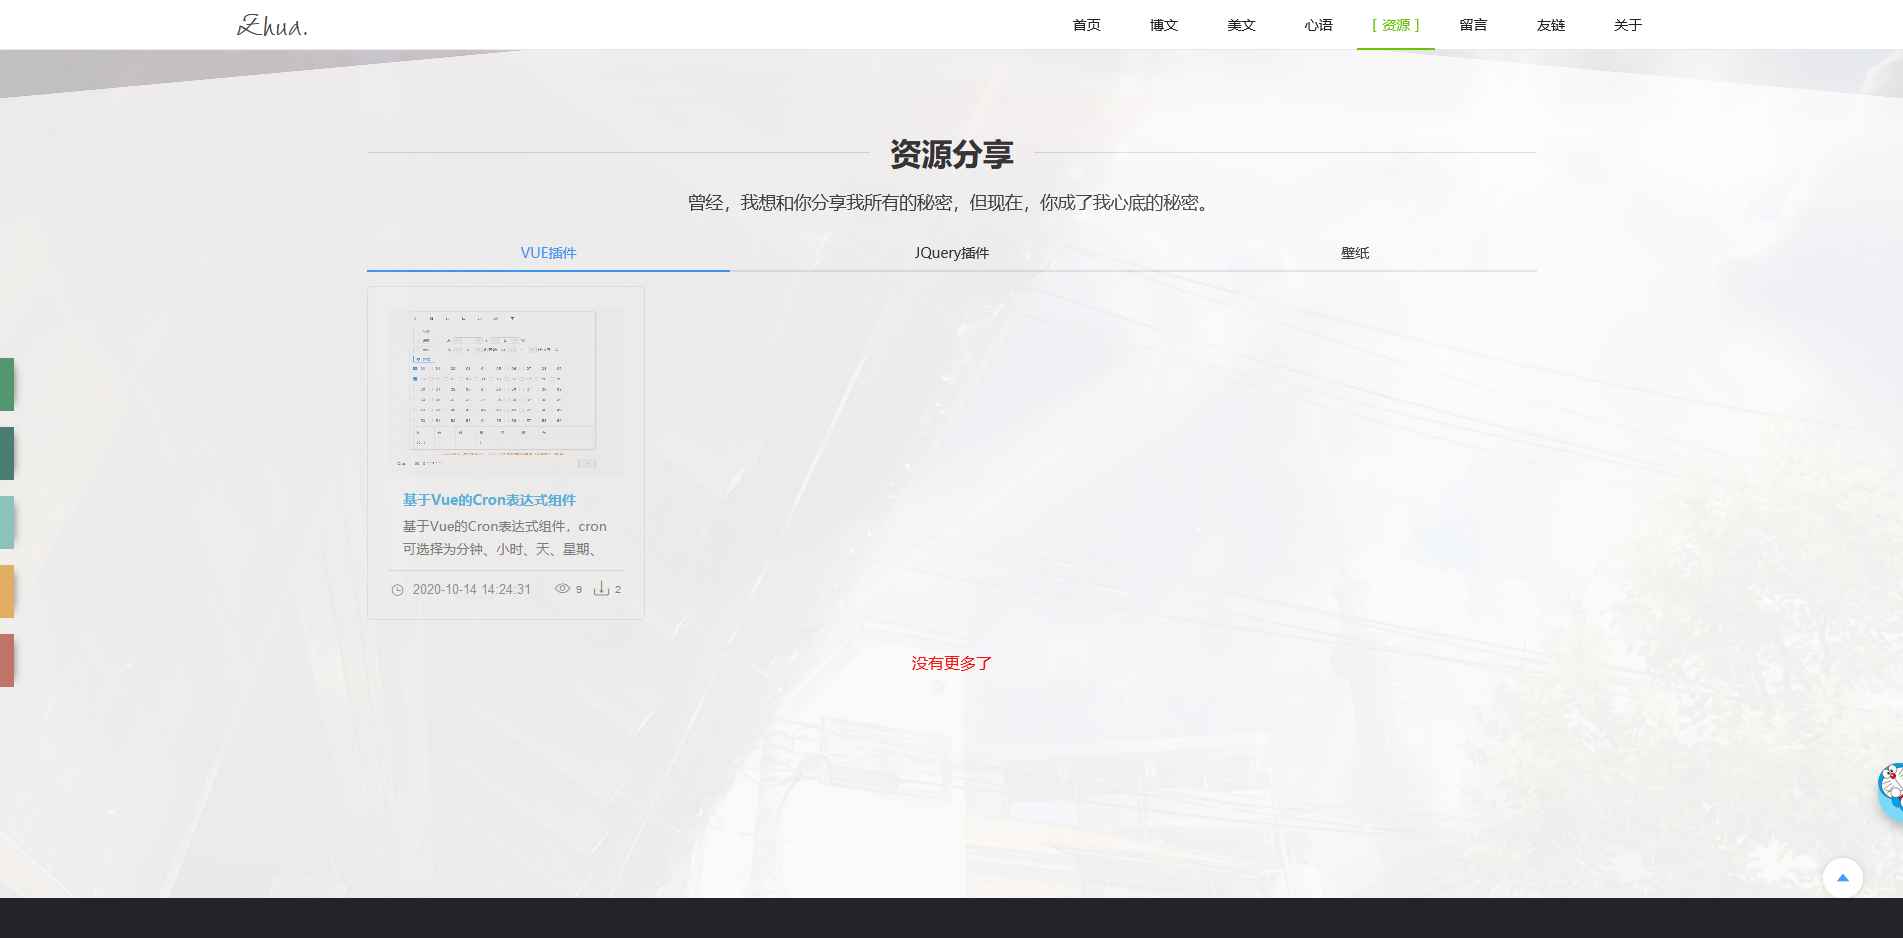 Zhua.
首页 博文 美文 心语 [ 资源 ] 留言 友链 关于
资源分享
曾经，我想和你分享我所有的秘密，但现在，你成了我心底的秘密。
VUE插件 JQuery插件 壁纸
基于Vue的Cron表达式组件
基于Vue的Cron表达式组件，cron
可选择为分钟、小时、天、星期、
2020-10-14 14:24:31 9 2
没有更多了